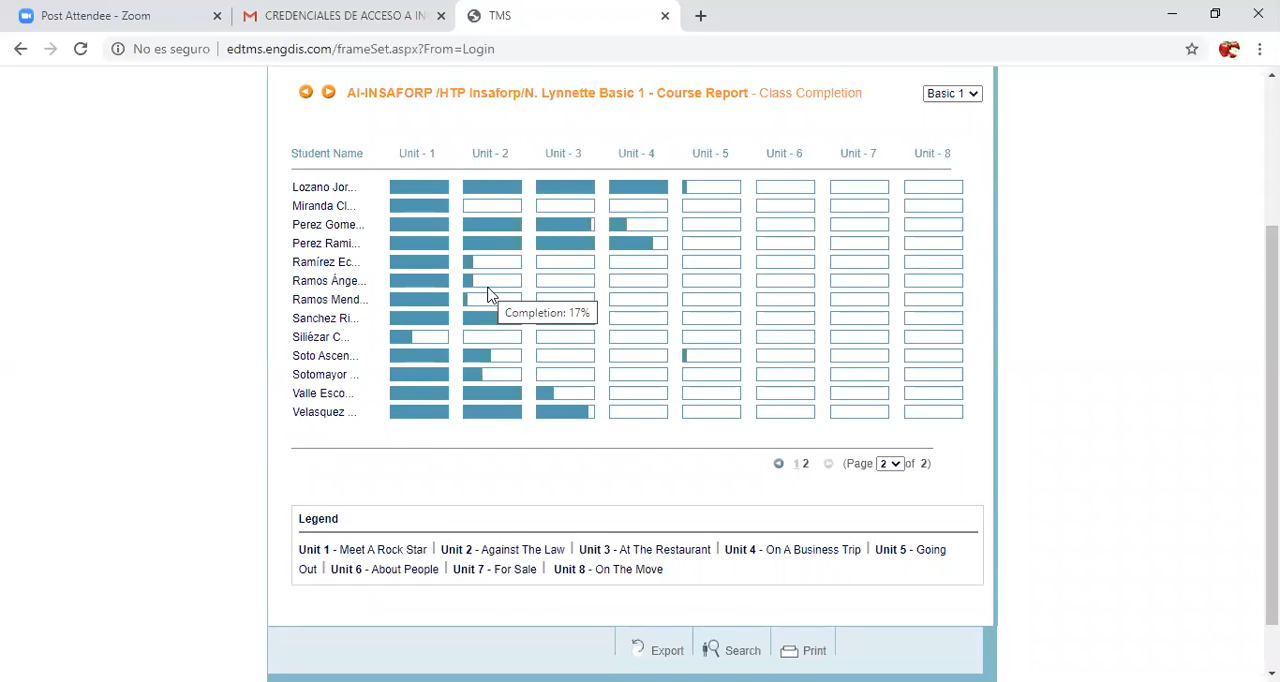 Post Attendee - Zoom
CREDENCIALES DE ACCESO A IN
TMS
No es seguro
edtms.engdis.com/frameSet.aspx?From=Login
AI-INSAFORP /HTP Insaforp/N. Lynnette Basic 1 - Course Report - Class Completion
Basic 1
Student Name Unit - 1 Unit - 2 Unit - 3 Unit - 4 Unit - 5 Unit - 6 Unit - 7 Unit - 8
Lozano Jor...
Miranda Cl...
Perez Gome...
Perez Rami...
Ramírez Ec...
Ramos Ánge...
Ramos Mend...
Completion: 17%
Sanchez Ri...
Siliézar C...
Soto Ascen...
Sotomayor ...
Valle Esco...
Velasquez ...
1 2 (Page 2 of 2)
Legend
Unit 1 - Meet A Rock Star | Unit 2 - Against The Law | Unit 3 - At The Restaurant | Unit 4 - On A Business Trip | Unit 5 - Going
Out | Unit 6 - About People | Unit 7 - For Sale | Unit 8 - On The Move
Export Search Print